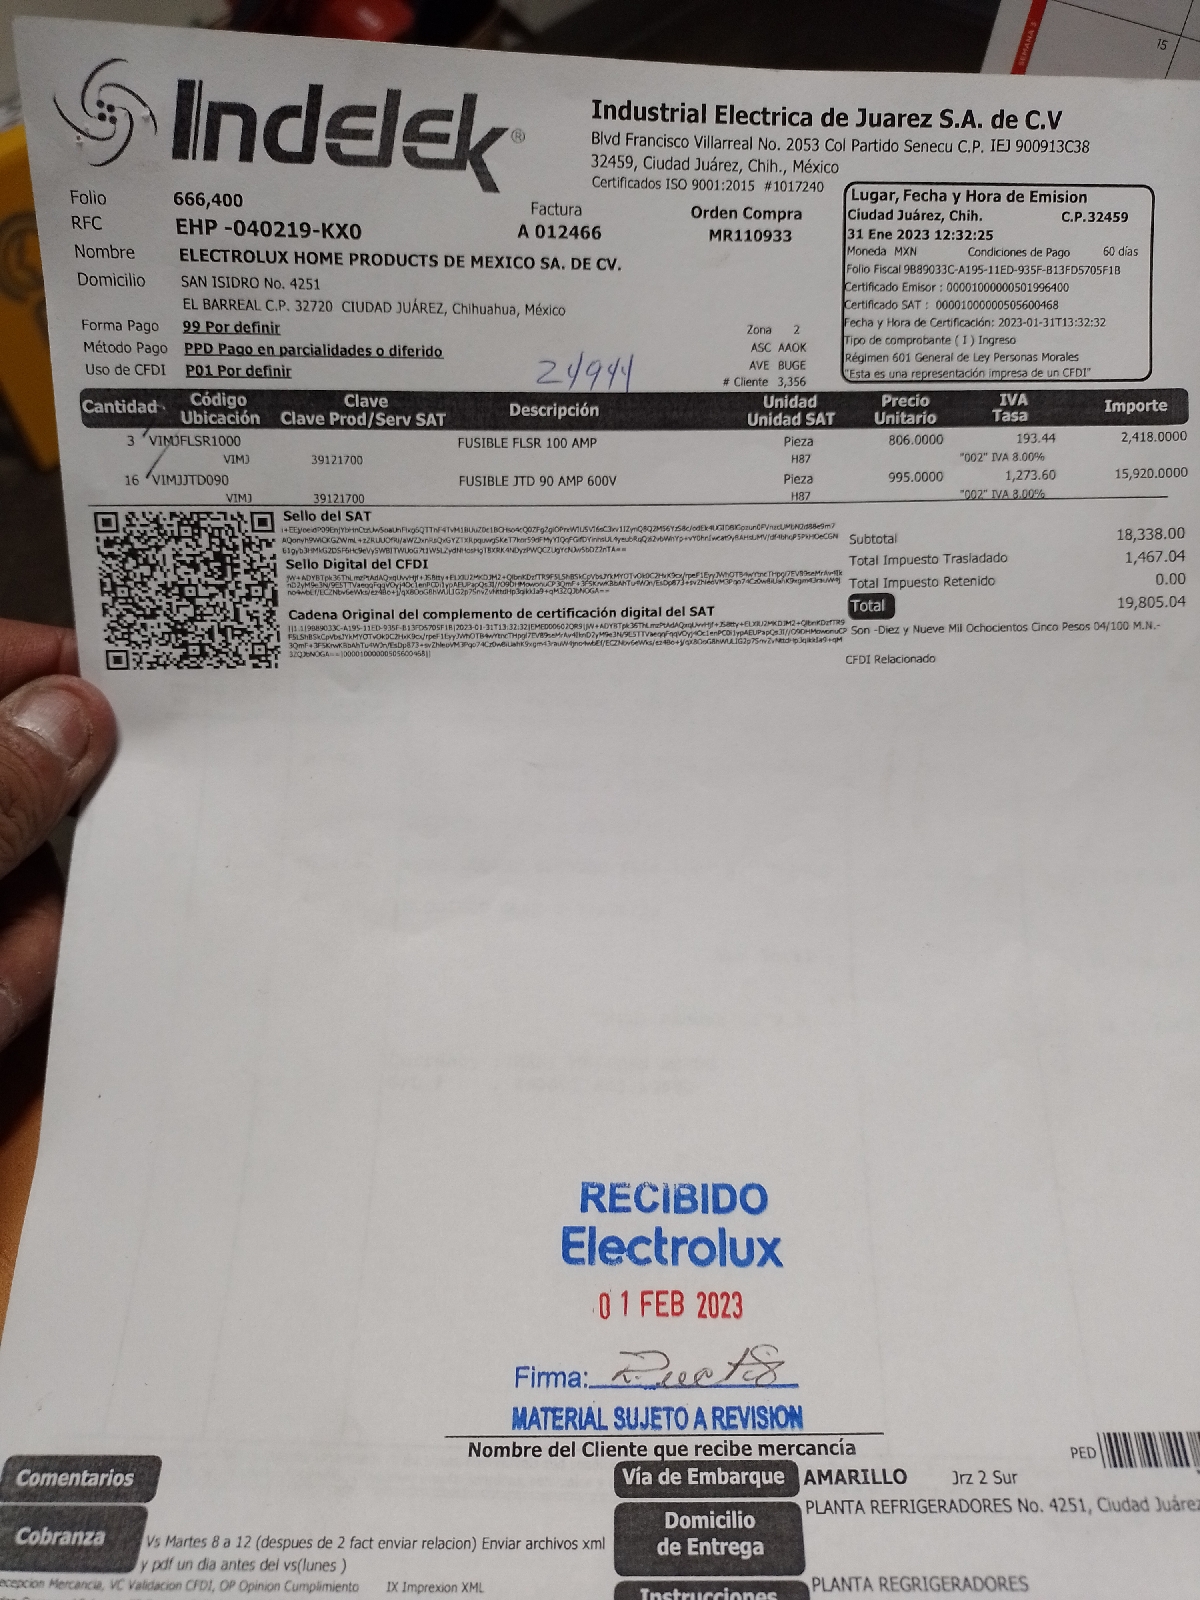 SEMANA 3
15
Indelek®
Industrial Electrica de Juarez S.A. de C.V
Blvd Francisco Villarreal No. 2053 Col Partido Senecu C.P. IEJ 900913C38
32459, Ciudad Juárez, Chih., México
Certificados ISO 9001:2015 #1017240
Folio 666,400
RFC EHP -040219-KX0
Factura
A 012466
Orden Compra
MR110933
Nombre ELECTROLUX HOME PRODUCTS DE MEXICO SA. DE CV.
Domicilio SAN ISIDRO No. 4251
EL BARREAL C.P. 32720 CIUDAD JUÁREZ, Chihuahua, México
Forma Pago 99 Por definir
Método Pago PPD Pago en parcialidades o diferido
Uso de CFDI P01 Por definir
24944
Zona 2
ASC AAOK
AVE BUGE
# Cliente 3,356
Lugar, Fecha y Hora de Emision
Ciudad Juárez, Chih. C.P.32459
31 Ene 2023 12:32:25
Moneda MXN Condiciones de Pago 60 días
Folio Fiscal 9B89033C-A195-11ED-935F-B13FD5705F1B
Certificado Emisor : 00001000000501996400
Certificado SAT : 00001000000505600468
Fecha y Hora de Certificación: 2023-01-31T13:32:32
Tipo de comprobante ( I ) Ingreso
Régimen 601 General de Ley Personas Morales
"Esta es una representación impresa de un CFDI"
Cantidad Código Ubicación Clave Clave Prod/Serv SAT Descripción Unidad Unidad SAT Precio Unitario IVA Tasa Importe
3 VIMJFLSR1000 FUSIBLE FLSR 100 AMP Pieza 806.0000 193.44 2,418.0000
VIMJ 39121700 H87 "002" IVA 8.00%
16 VIMJJTD090 FUSIBLE JTD 90 AMP 600V Pieza 995.0000 1,273.60 15,920.0000
VIMJ 39121700 H87 "002" IVA 8.00%
Sello del SAT
Sello Digital del CFDI
Cadena Original del complemento de certificación digital del SAT
Subtotal 18,338.00
Total Impuesto Trasladado 1,467.04
Total Impuesto Retenido 0.00
Total 19,805.04
Son -Diez y Nueve Mil Ochocientos Cinco Pesos 04/100 M.N.-
CFDI Relacionado
RECIBIDO
Electrolux
01 FEB 2023
Firma:
MATERIAL SUJETO A REVISION
Nombre del Cliente que recibe mercancía
PED
Comentarios
Vía de Embarque AMARILLO Jrz 2 Sur
Domicilio de Entrega PLANTA REFRIGERADORES No. 4251, Ciudad Juárez
Cobranza Vs Martes 8 a 12 (despues de 2 fact enviar relacion) Enviar archivos xml
y pdf un dia antes del vs(lunes )
ecepcion Mercancia, VC Validacion CFDI, OP Opinion Cumplimiento IX Imprexion XML
Instrucciones PLANTA REGRIGERADORES